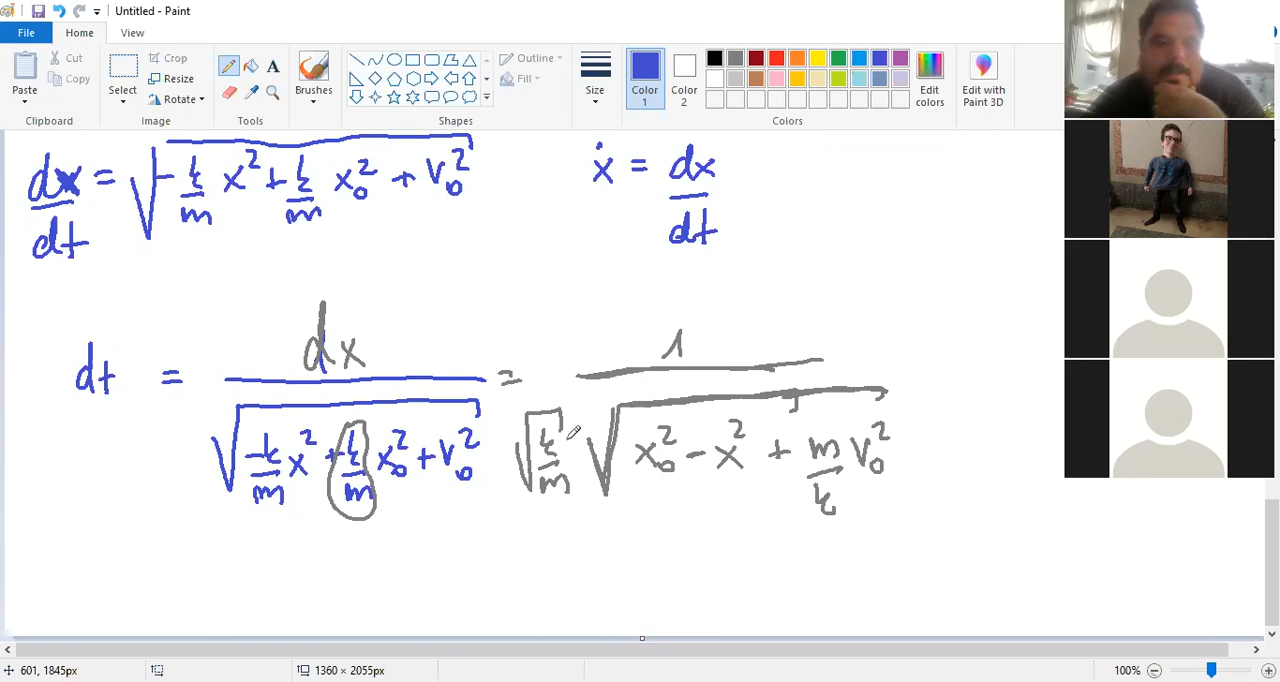 Untitled - Paint
File Home View
Paste Cut Copy Clipboard
Select Crop Resize Rotate Image
Tools
Brushes
Shapes Outline Fill
Size
Color 1 Color 2 Colors
Edit colors
Edit with Paint 3D
dx/dt = √(-k/m x² + k/m x₀² + v₀²)
ẋ = dx/dt
dt = dx/√(-k/m x² + k/m x₀² + v₀²) = 1/√(k/m) √(x₀² - x² + m/k v₀²)
601, 1845px 1360 × 2055px 100%